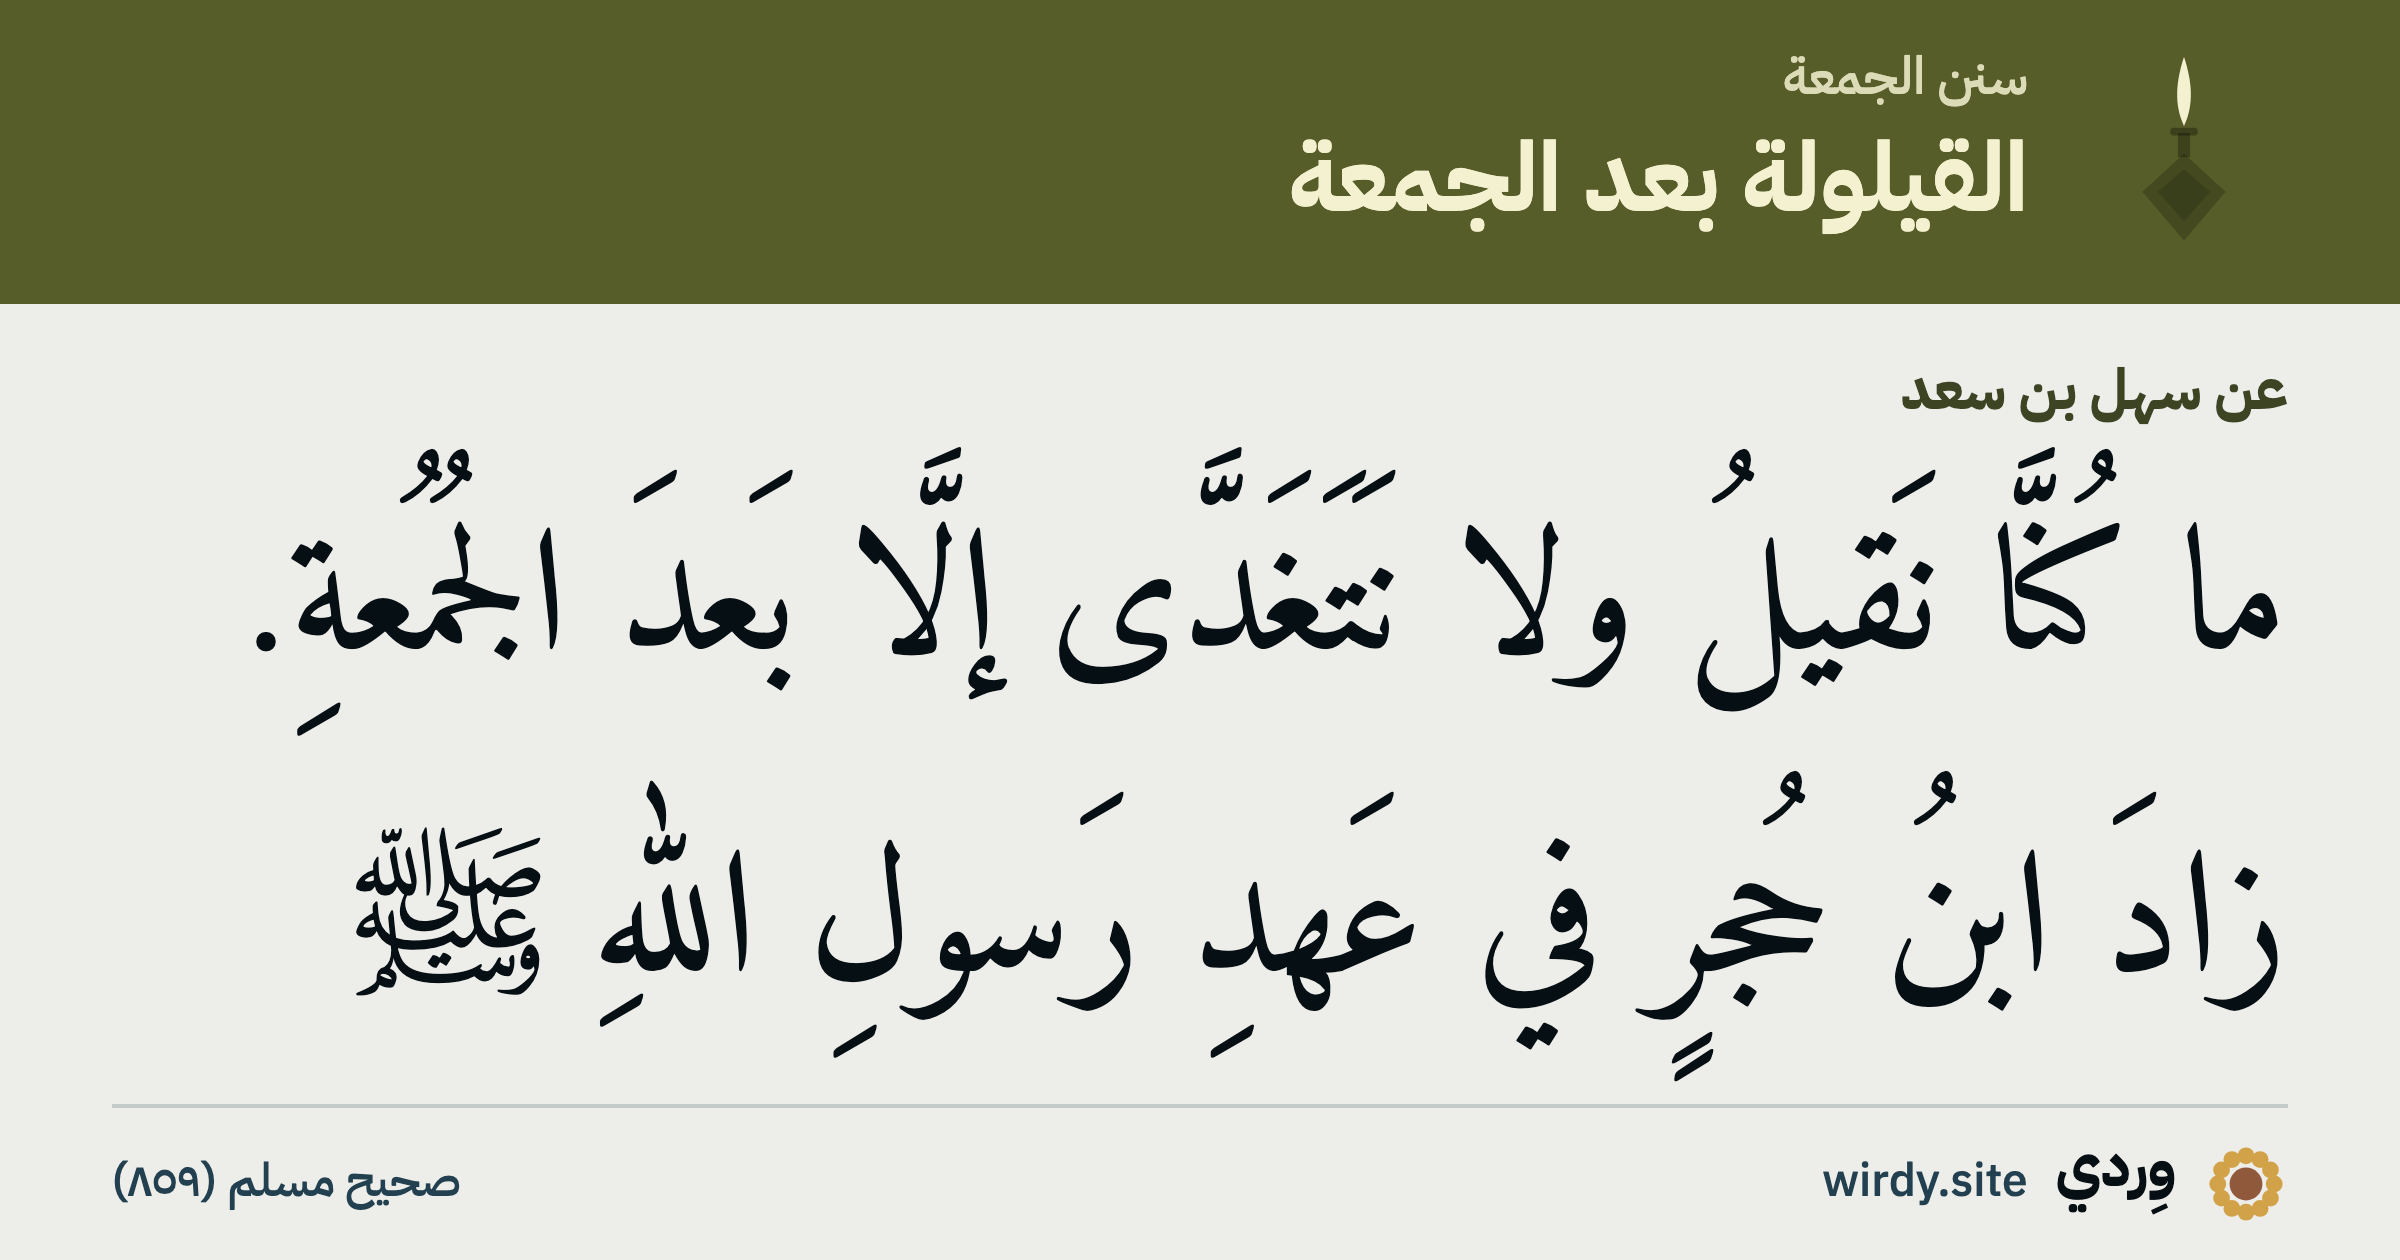 سنن الجمعة
القيلولة بعد الجمعة
عن سهل بن سعد
ما كُنَّا نَقيلُ ولا نَتَغَدَّى إلَّا بَعدَ الجُمُعةِ.
زادَ ابنُ حُجرٍ في عَهدِ رَسولِ اللهِ ﷺ
وِردي wirdy.site
صحيح مسلم (٨٥٩)